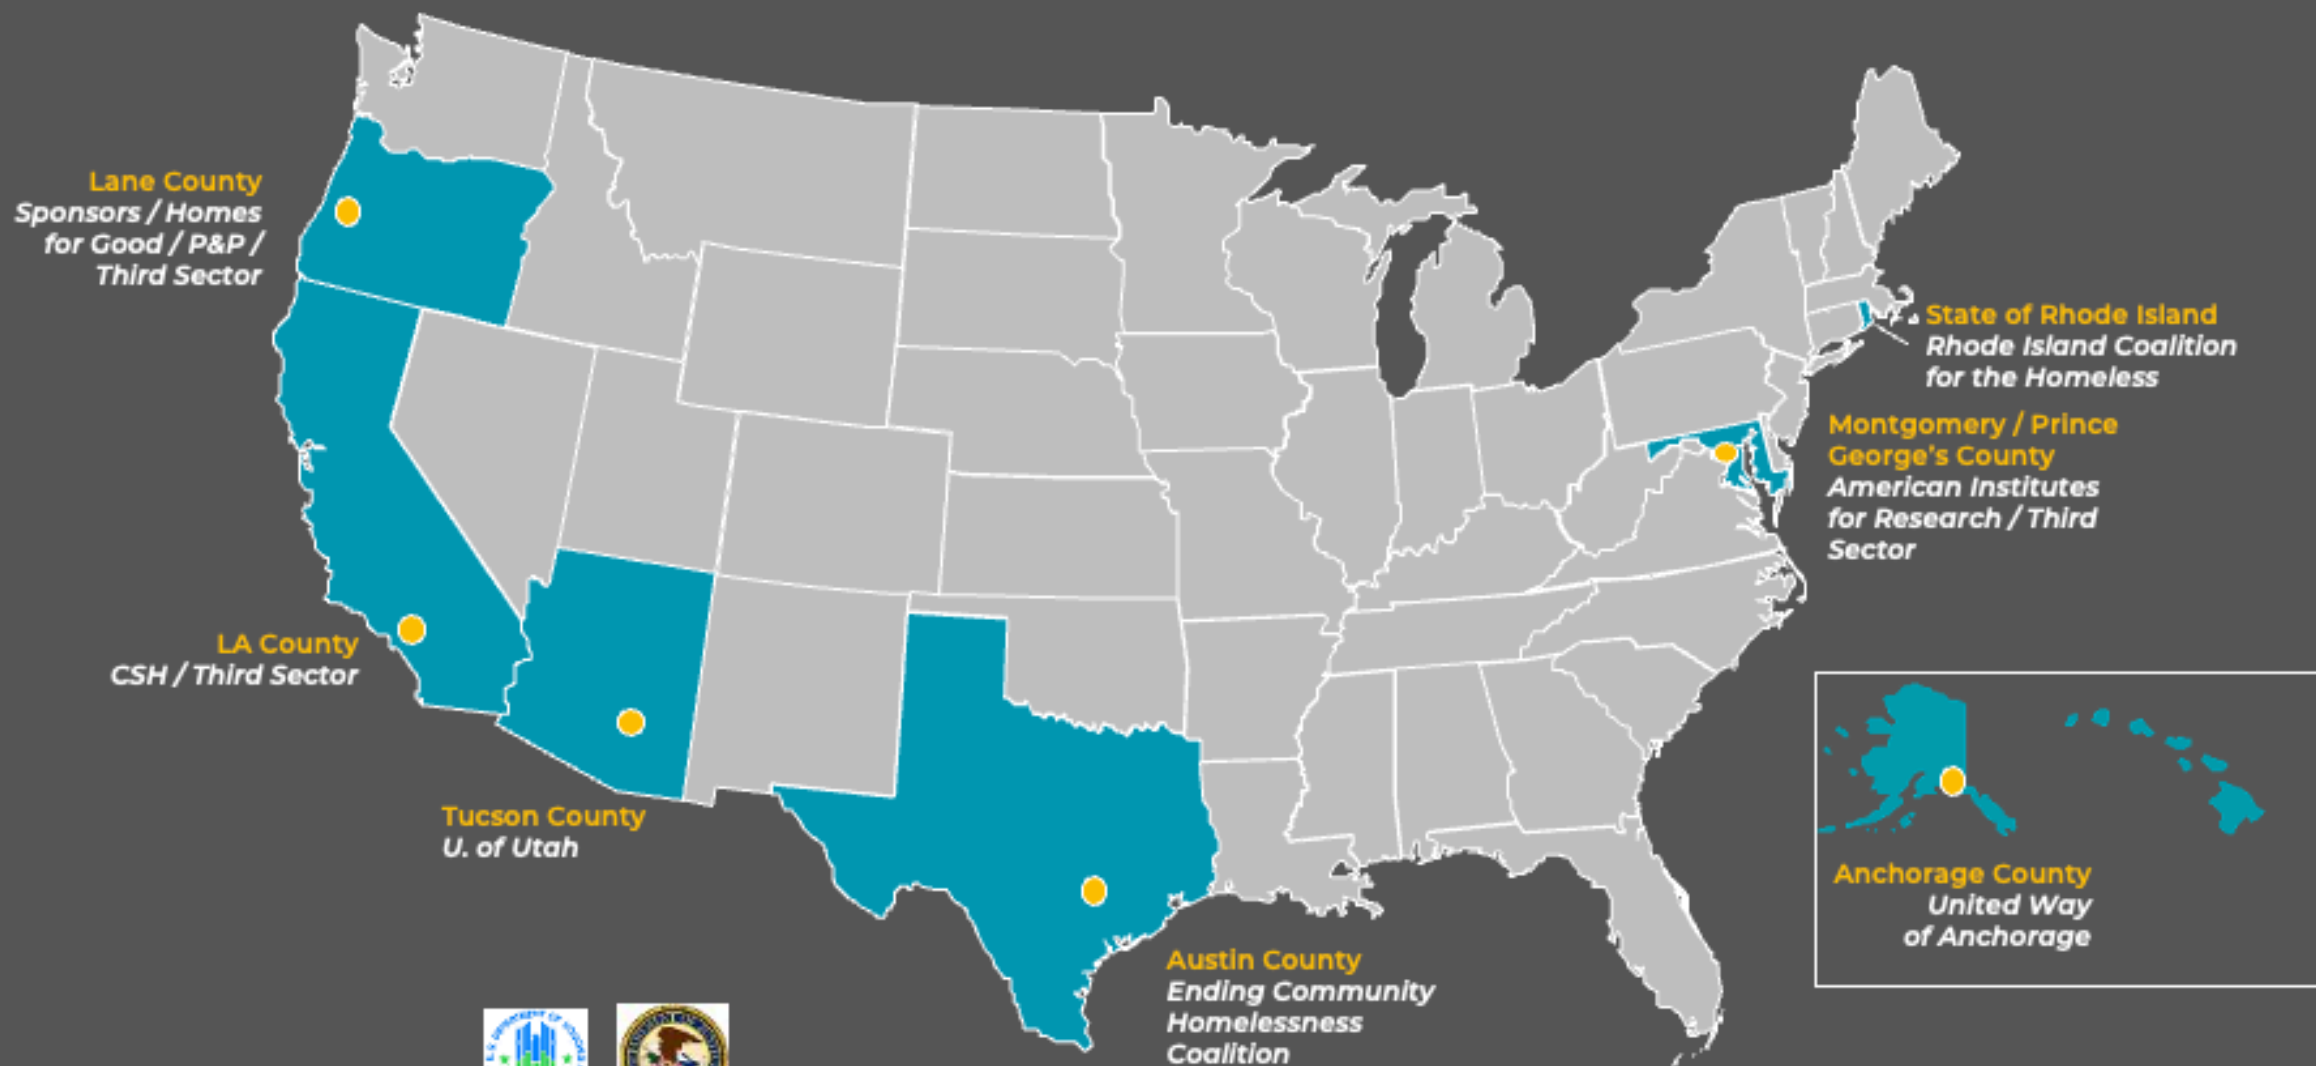 Lane County
Sponsors / Homes
for Good / P&P /
Third Sector
State of Rhode Island
Rhode Island Coalition
for the Homeless
Montgomery / Prince
George's County
American Institutes
for Research / Third
Sector
LA County
CSH / Third Sector
Tucson County
U. of Utah
Anchorage County
United Way
of Anchorage
Austin County
Ending Community
Homelessness
Coalition